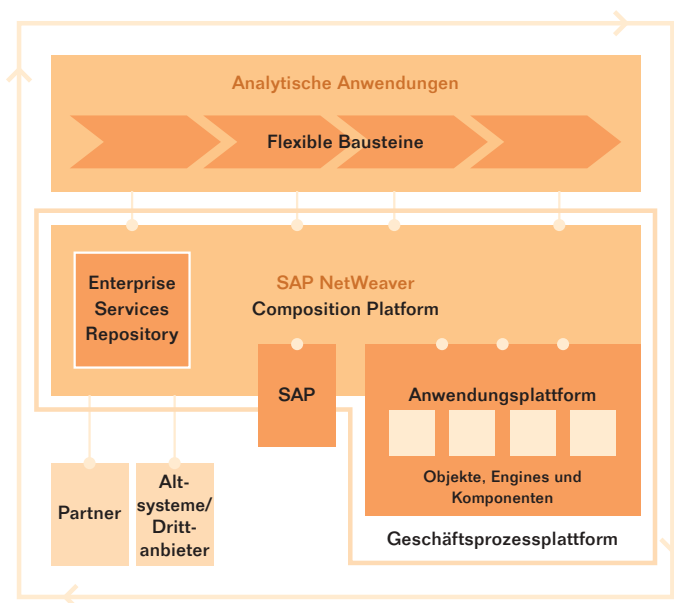 Analytische Anwendungen
Flexible Bausteine
Enterprise
Services
Repository
SAP NetWeaver
Composition Platform
SAP
Anwendungsplattform
Objekte, Engines und
Komponenten
Partner
Alt-
systeme/
Dritt-
anbieter
Geschäftsprozessplattform